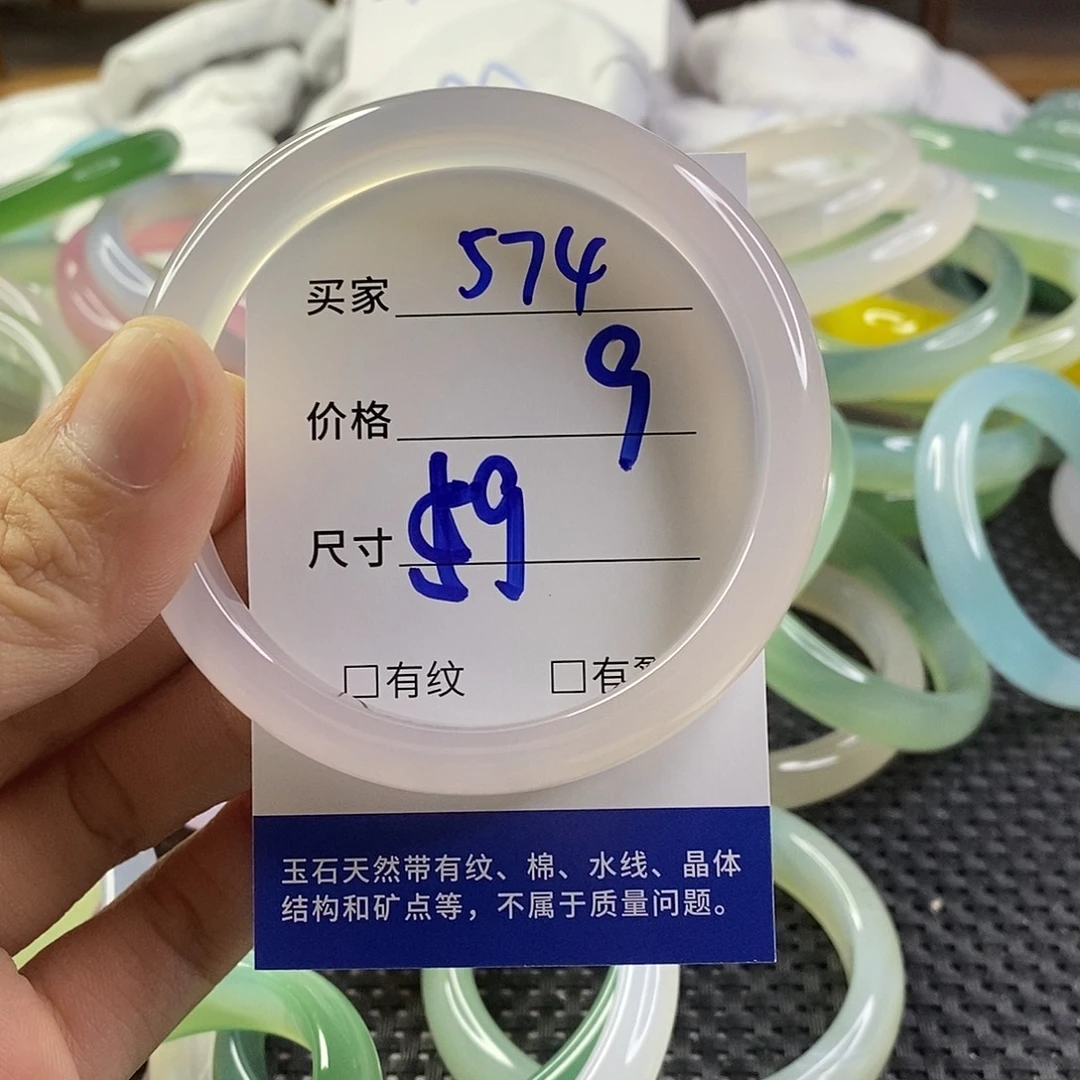 买家 574
价格 9
尺寸 59
□有纹 □有
玉石天然带有纹、棉、水线、晶体
结构和矿点等，不属于质量问题。